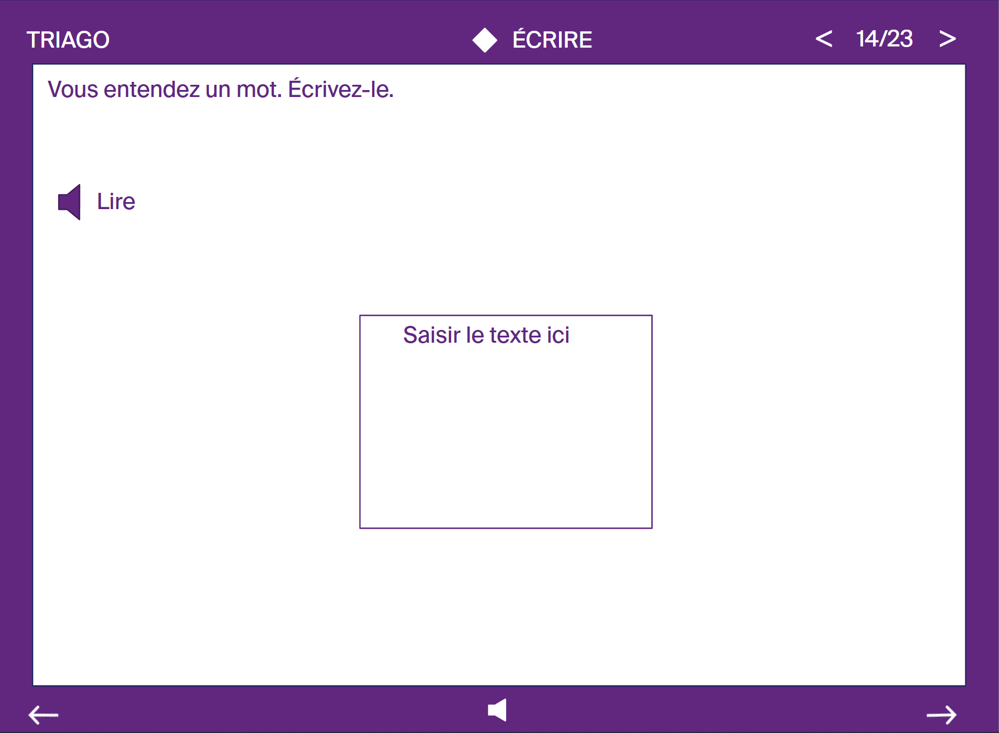 TRIAGO
ÉCRIRE
< 14/23 >
Vous entendez un mot. Écrivez-le.
Lire
Saisir le texte ici